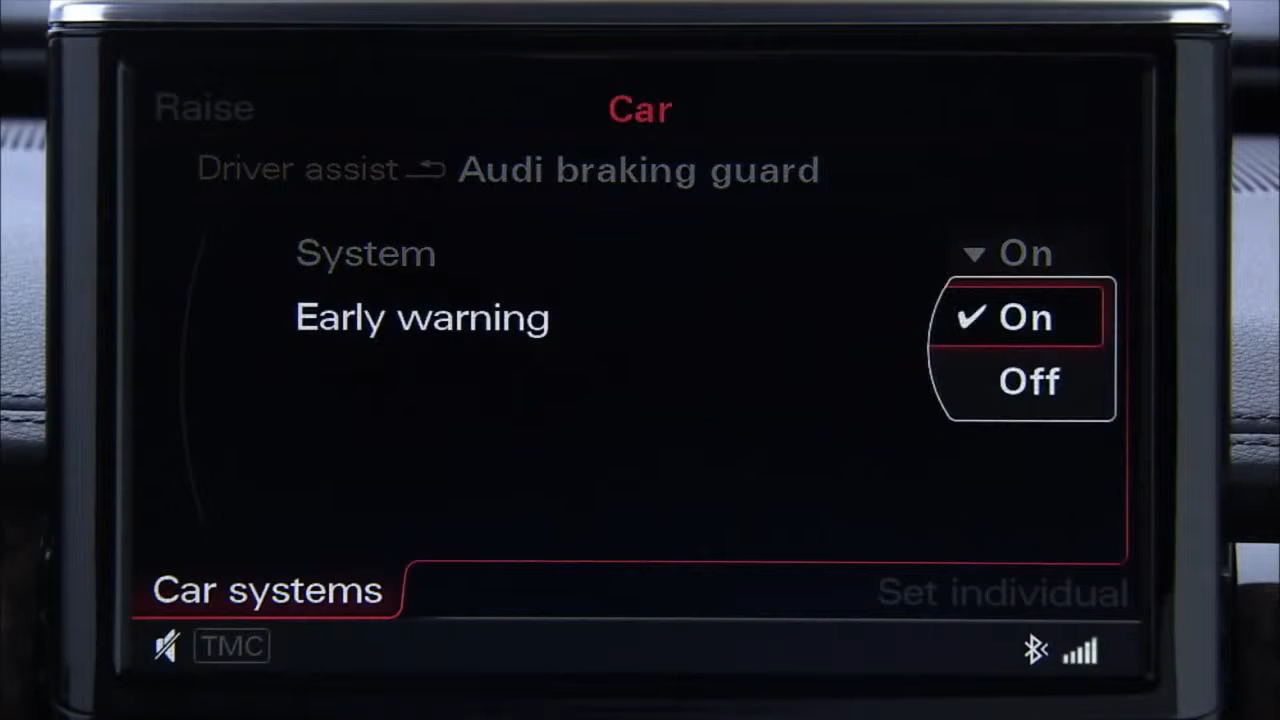 Raise Car
Driver assist Audi braking guard
System On
Early warning On
Off
Car systems Set individual
TMC